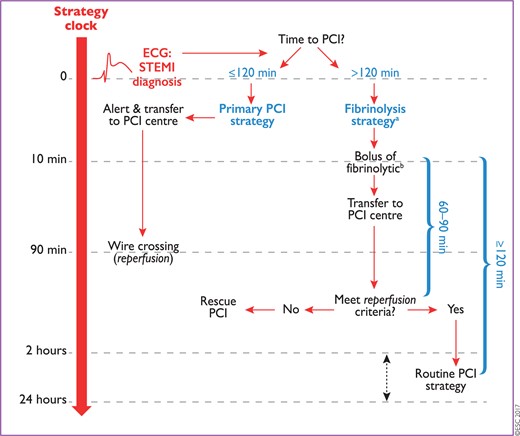 Strategy
clock
ECG:
STEMI
diagnosis
Time to PCI?
0
≤120 min
>120 min
Alert & transfer
to PCI centre
Primary PCI
strategy
Fibrinolysis
strategyᵃ
10 min
Bolus of
fibrinolyticᵇ
Transfer to
PCI centre
60–90 min
≥120 min
90 min
Wire crossing
(reperfusion)
Rescue
PCI
No
Meet reperfusion
criteria?
Yes
2 hours
Routine PCI
strategy
24 hours
©ESC 2017